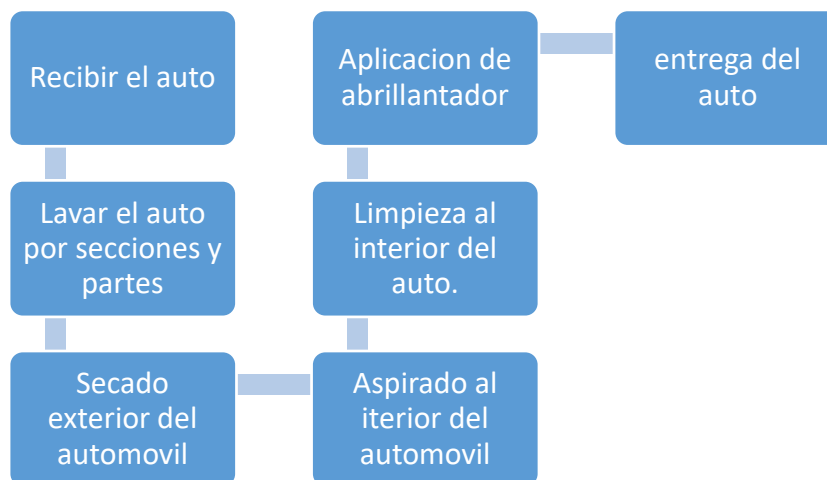 Recibir el auto
Lavar el auto
por secciones y
partes
Secado
exterior del
automovil
Aspirado al
iterior del
automovil
Limpieza al
interior del
auto.
Aplicacion de
abrillantador
entrega del
auto